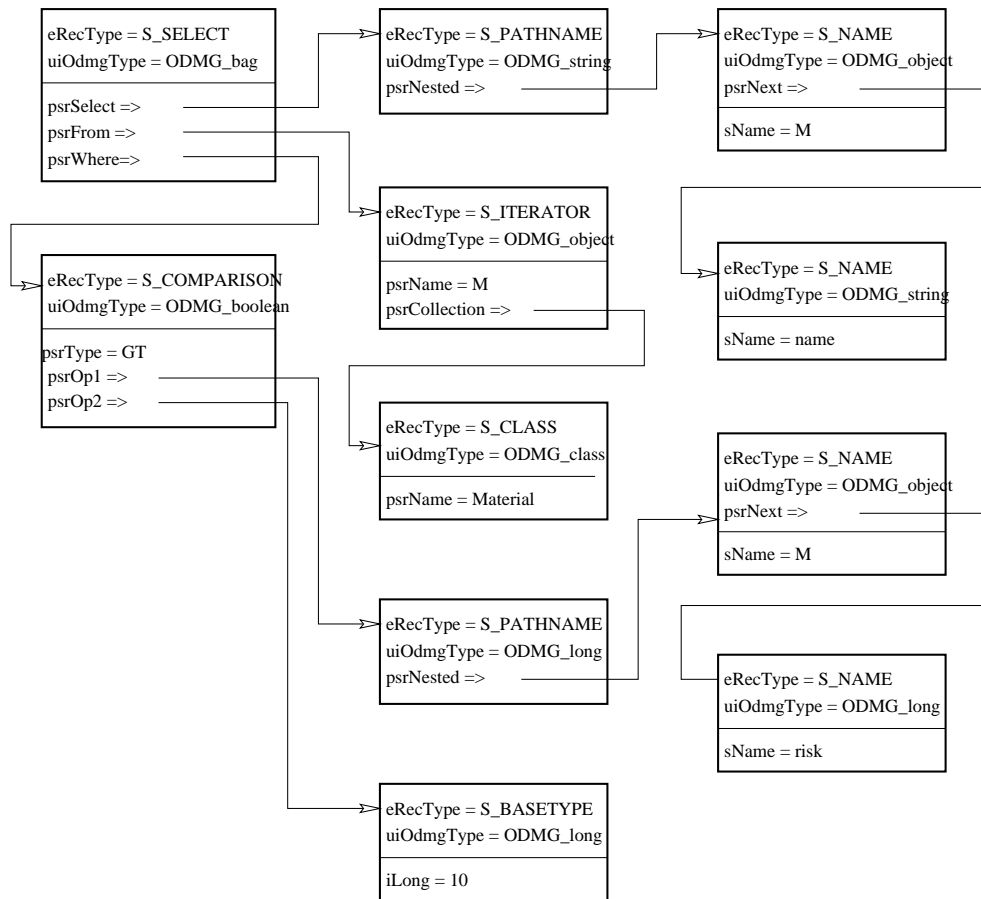 eRecType = S_SELECT
uiOdmgType = ODMG_bag
psrSelect =>
psrFrom =>
psrWhere=>
eRecType = S_PATHNAME
uiOdmgType = ODMG_string
psrNested =>
eRecType = S_NAME
uiOdmgType = ODMG_object
psrNext =>
sName = M
eRecType = S_ITERATOR
uiOdmgType = ODMG_object
psrName = M
psrCollection =>
eRecType = S_COMPARISON
uiOdmgType = ODMG_boolean
psrType = GT
psrOp1 =>
psrOp2 =>
eRecType = S_NAME
uiOdmgType = ODMG_string
sName = name
eRecType = S_CLASS
uiOdmgType = ODMG_class
psrName = Material
eRecType = S_NAME
uiOdmgType = ODMG_object
psrNext =>
sName = M
eRecType = S_PATHNAME
uiOdmgType = ODMG_long
psrNested =>
eRecType = S_NAME
uiOdmgType = ODMG_long
sName = risk
eRecType = S_BASETYPE
uiOdmgType = ODMG_long
iLong = 10